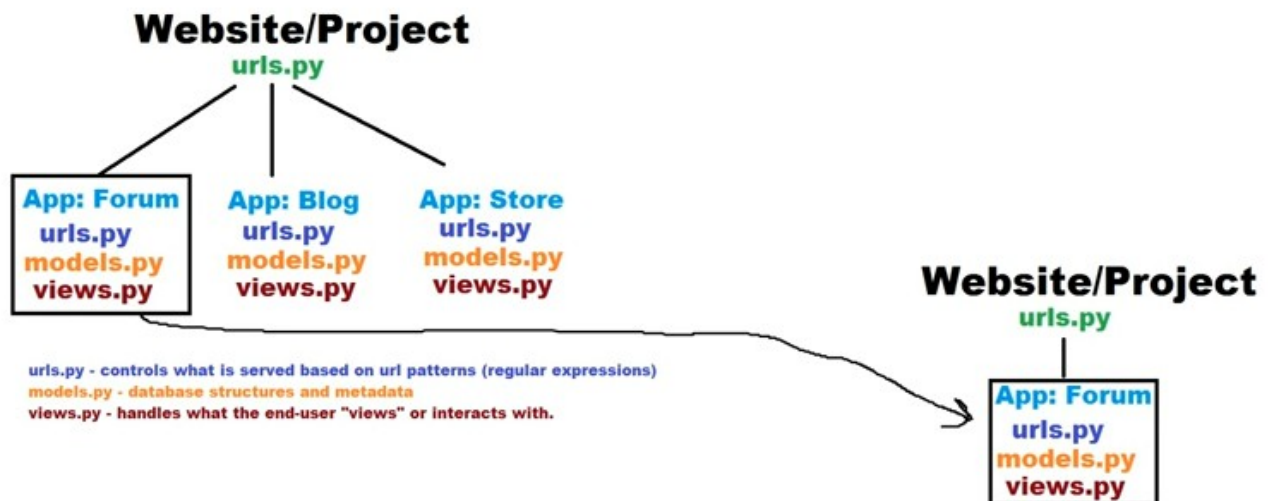 Website/Project
urls.py
App: Forum
urls.py
models.py
views.py
App: Blog
urls.py
models.py
views.py
App: Store
urls.py
models.py
views.py
urls.py - controls what is served based on url patterns (regular expressions)
models.py - database structures and metadata
views.py - handles what the end-user "views" or interacts with.
Website/Project
urls.py
App: Forum
urls.py
models.py
views.py